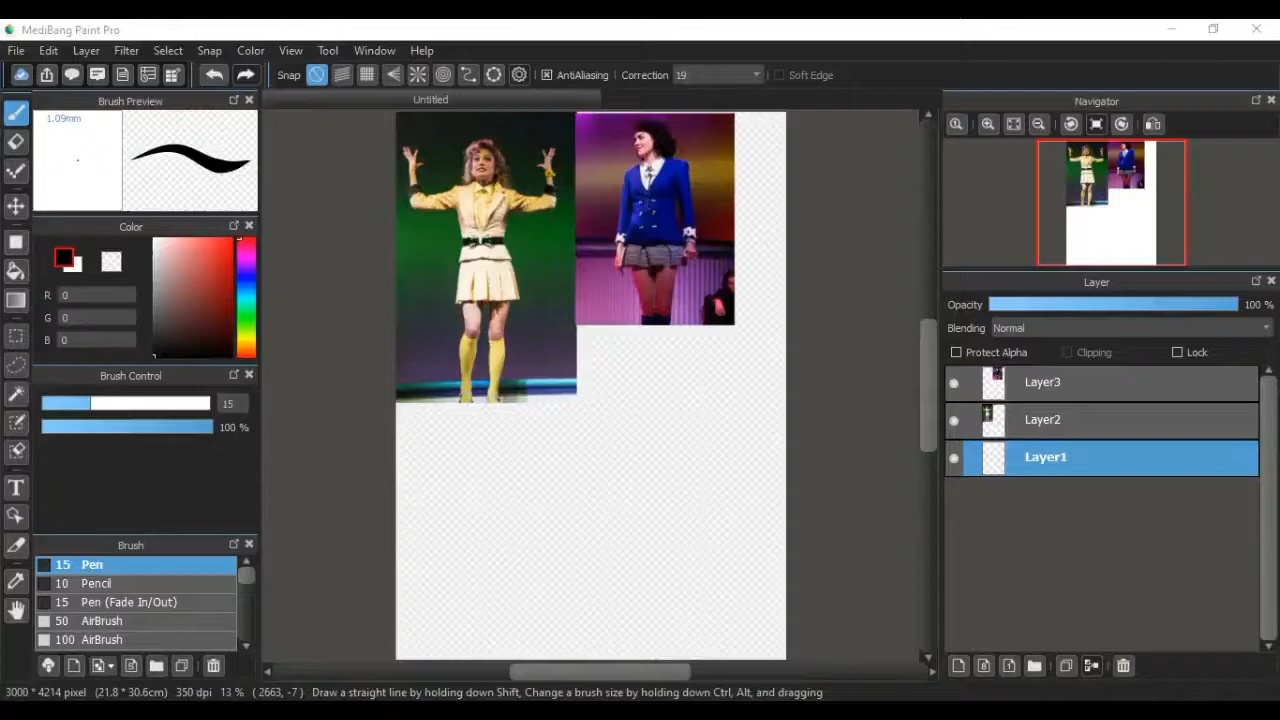 MediBang Paint Pro
File Edit Layer Filter Select Snap Color View Tool Window Help
Snap AntiAliasing Correction 19 Soft Edge
Brush Preview
Untitled
Navigator
1.09mm
Color
R 0
G 0
B 0
Layer
Opacity 100 %
Blending Normal
Protect Alpha Clipping Lock
Layer3
Layer2
Layer1
Brush Control
15
100 %
Brush
15 Pen
10 Pencil
15 Pen (Fade In/Out)
50 AirBrush
100 AirBrush
3000 * 4214 pixel (21.8 * 30.6cm) 350 dpi 13 % ( 2663, -7 ) Draw a straight line by holding down Shift, Change a brush size by holding down Ctrl, Alt, and dragging